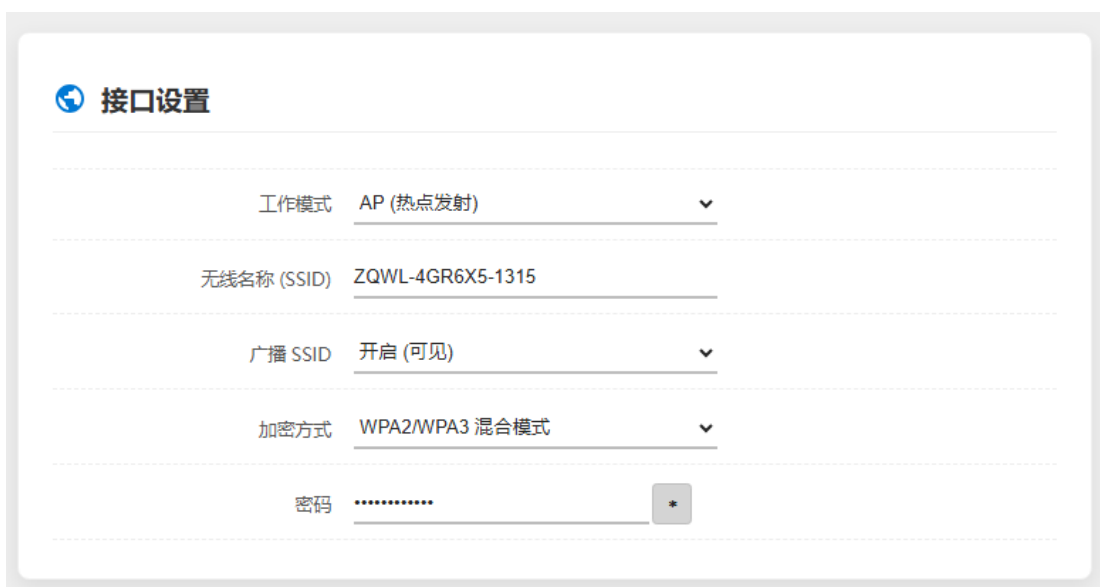 接口设置
工作模式 AP (热点发射)
无线名称 (SSID) ZQWL-4GR6X5-1315
广播 SSID 开启 (可见)
加密方式 WPA2/WPA3 混合模式
密码 •••••••••••• *